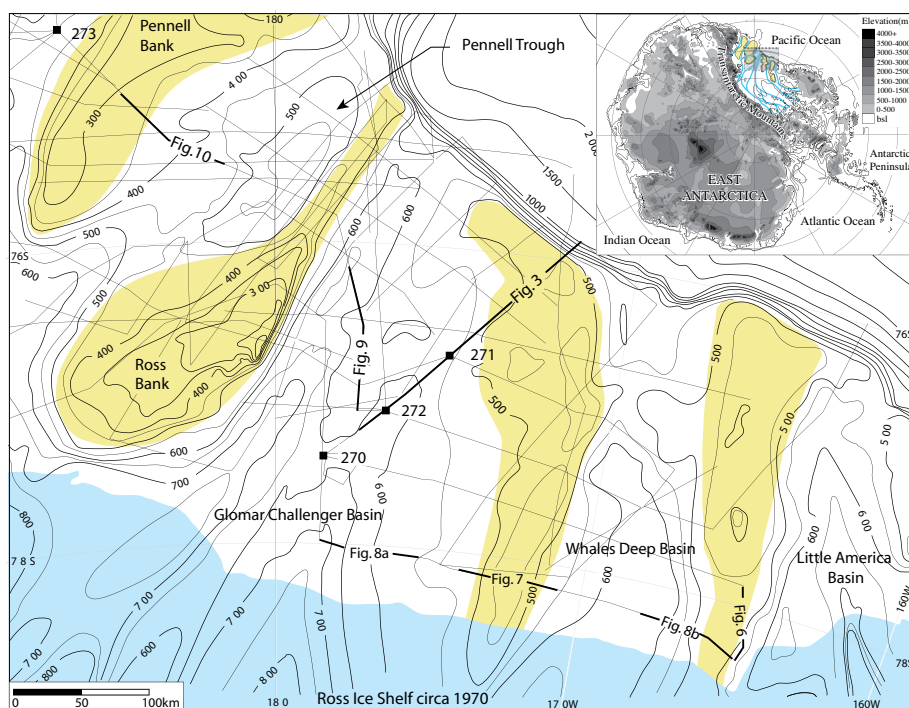 273
Pennell
Bank
180
Pennell Trough
4 00
500
300
Fig.10
400
400
500
76S
600
500
600
600
1500
1000
2 00
Elevation(m)
4000+
3500-4000
3000-3500
2500-3000
2000-2500
1500-2000
1000-1500
500-1000
0-500
bsl
Pacific Ocean
Transantarctic Mountains
Antarctic
Peninsula
EAST
ANTARCTICA
Atlantic Ocean
Indian Ocean
400
3 00
400
Ross
Bank
400
600
700
Fig. 9
Fig. 3
500
271
272
270
500
500
500
76S
5 00
5 00
800
7 8 S
Glomar Challenger Basin
6 00
Fig. 8a
Fig. 7
500
Whales Deep Basin
600
Fig. 8b
Fig. 6
6 00
600
Little America
Basin
160W
7 00
7 00
600
7 00
800
8 00
78S
0
50
100km
18 0
Ross Ice Shelf circa 1970
17 0W
160W